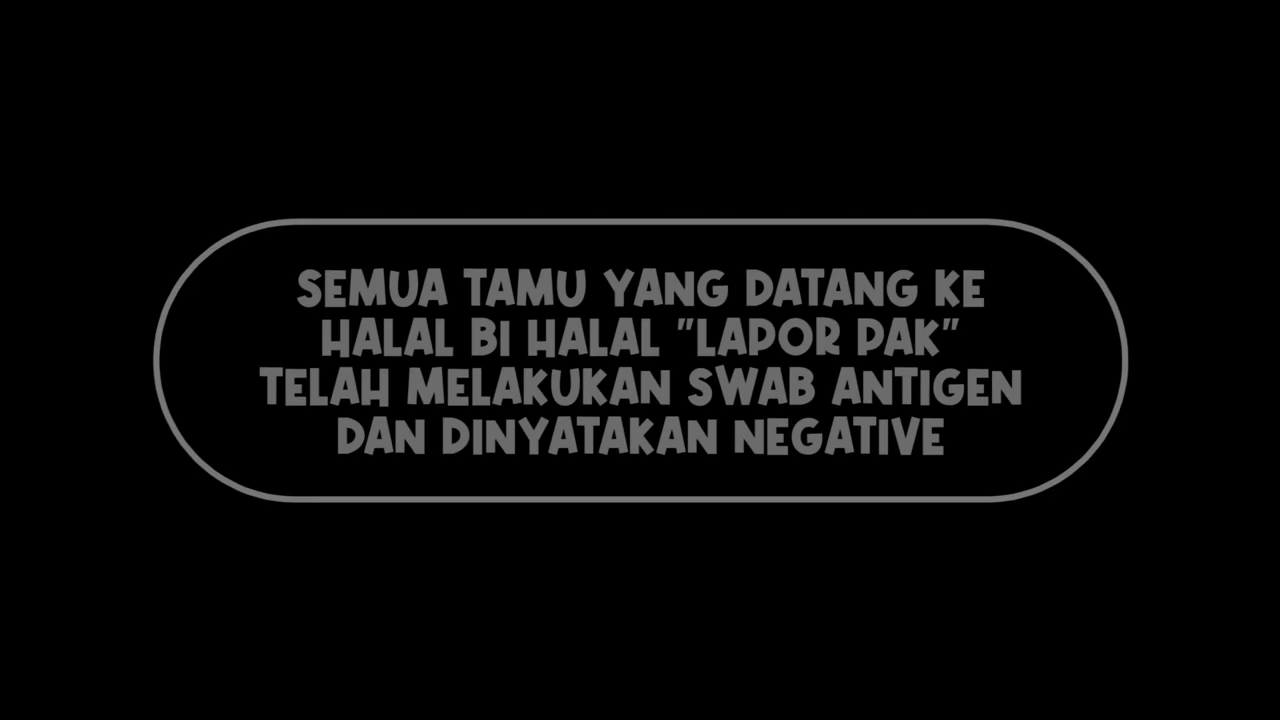 SEMUA TAMU YANG DATANG KE
HALAL BI HALAL "LAPOR PAK"
TELAH MELAKUKAN SWAB ANTIGEN
DAN DINYATAKAN NEGATIVE